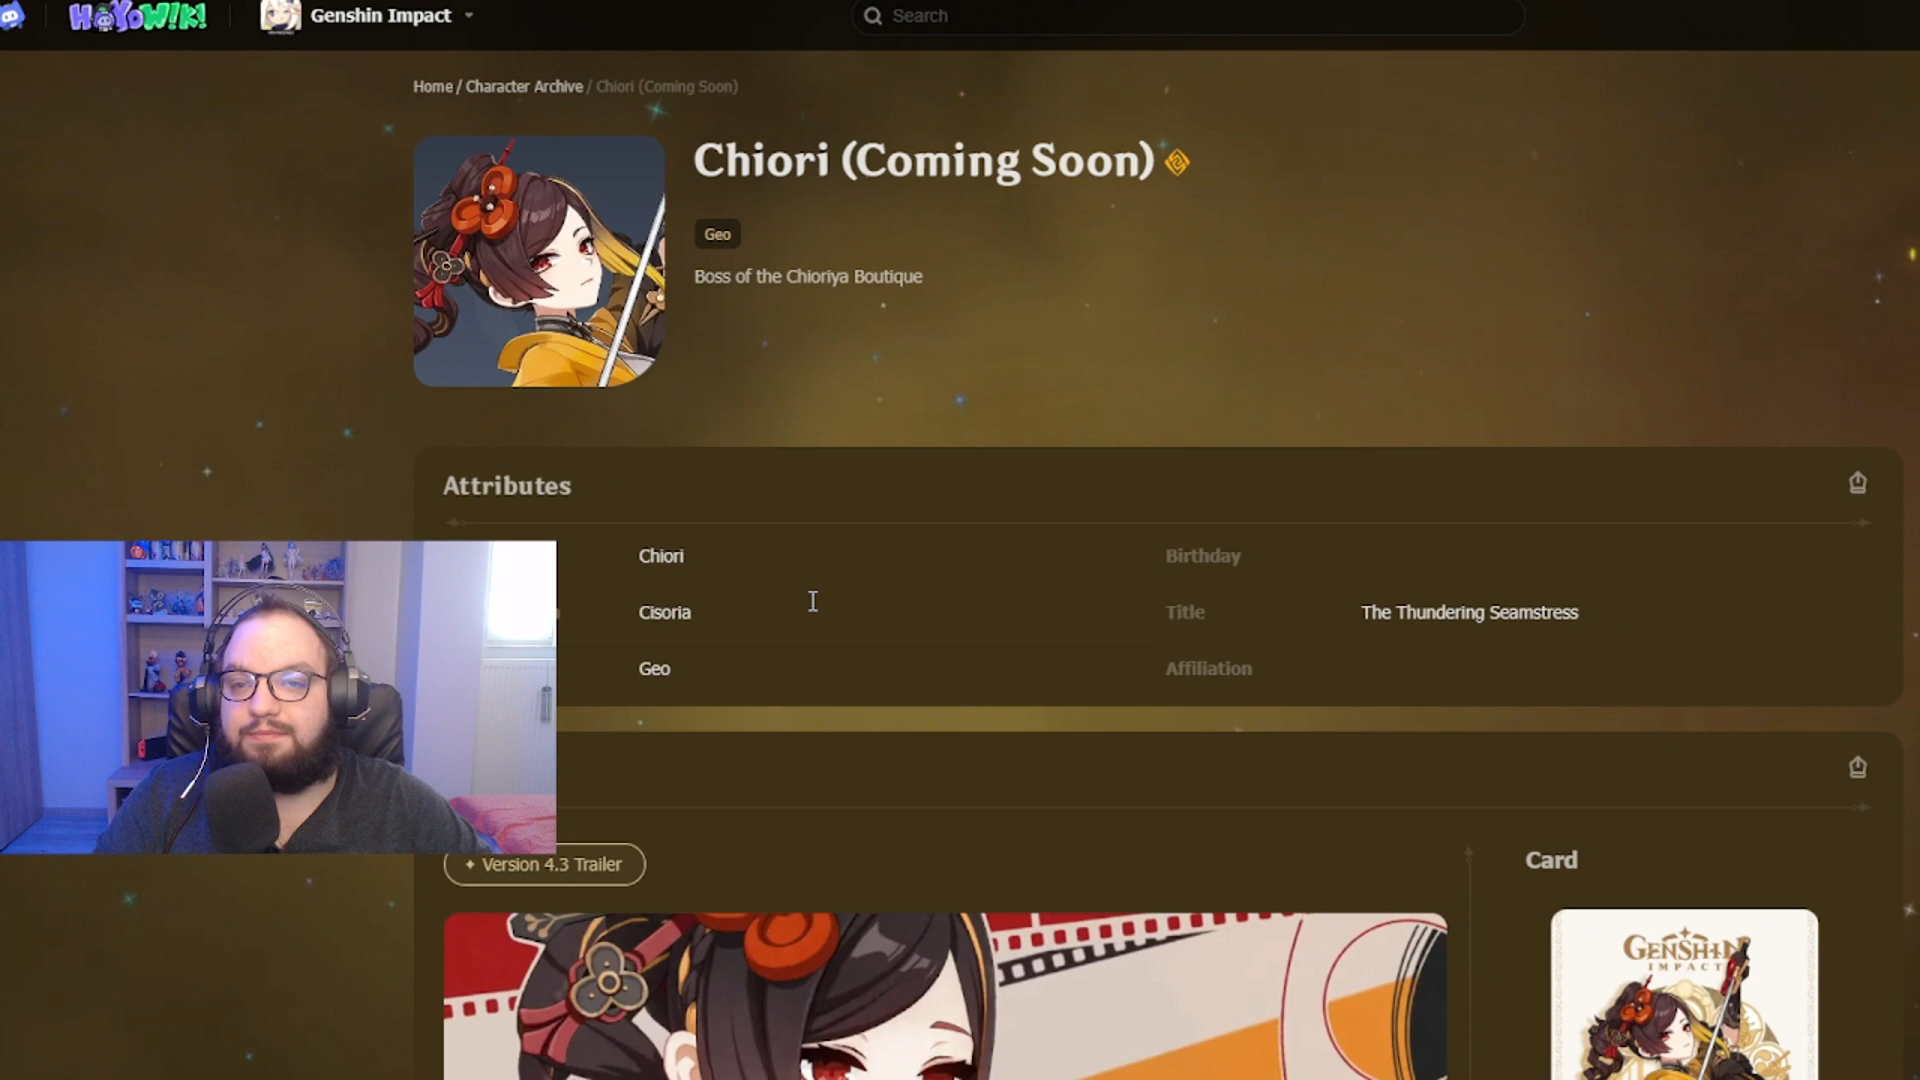 HoYoWiKi!
Genshin Impact
Search
Home / Character Archive / Chiori (Coming Soon)
Chiori (Coming Soon)
Geo
Boss of the Chioriya Boutique
Attributes
Chiori
Birthday
Cisoria
Title
The Thundering Seamstress
Geo
Affiliation
Version 4.3 Trailer
Card
GENSHIN
IMPACT